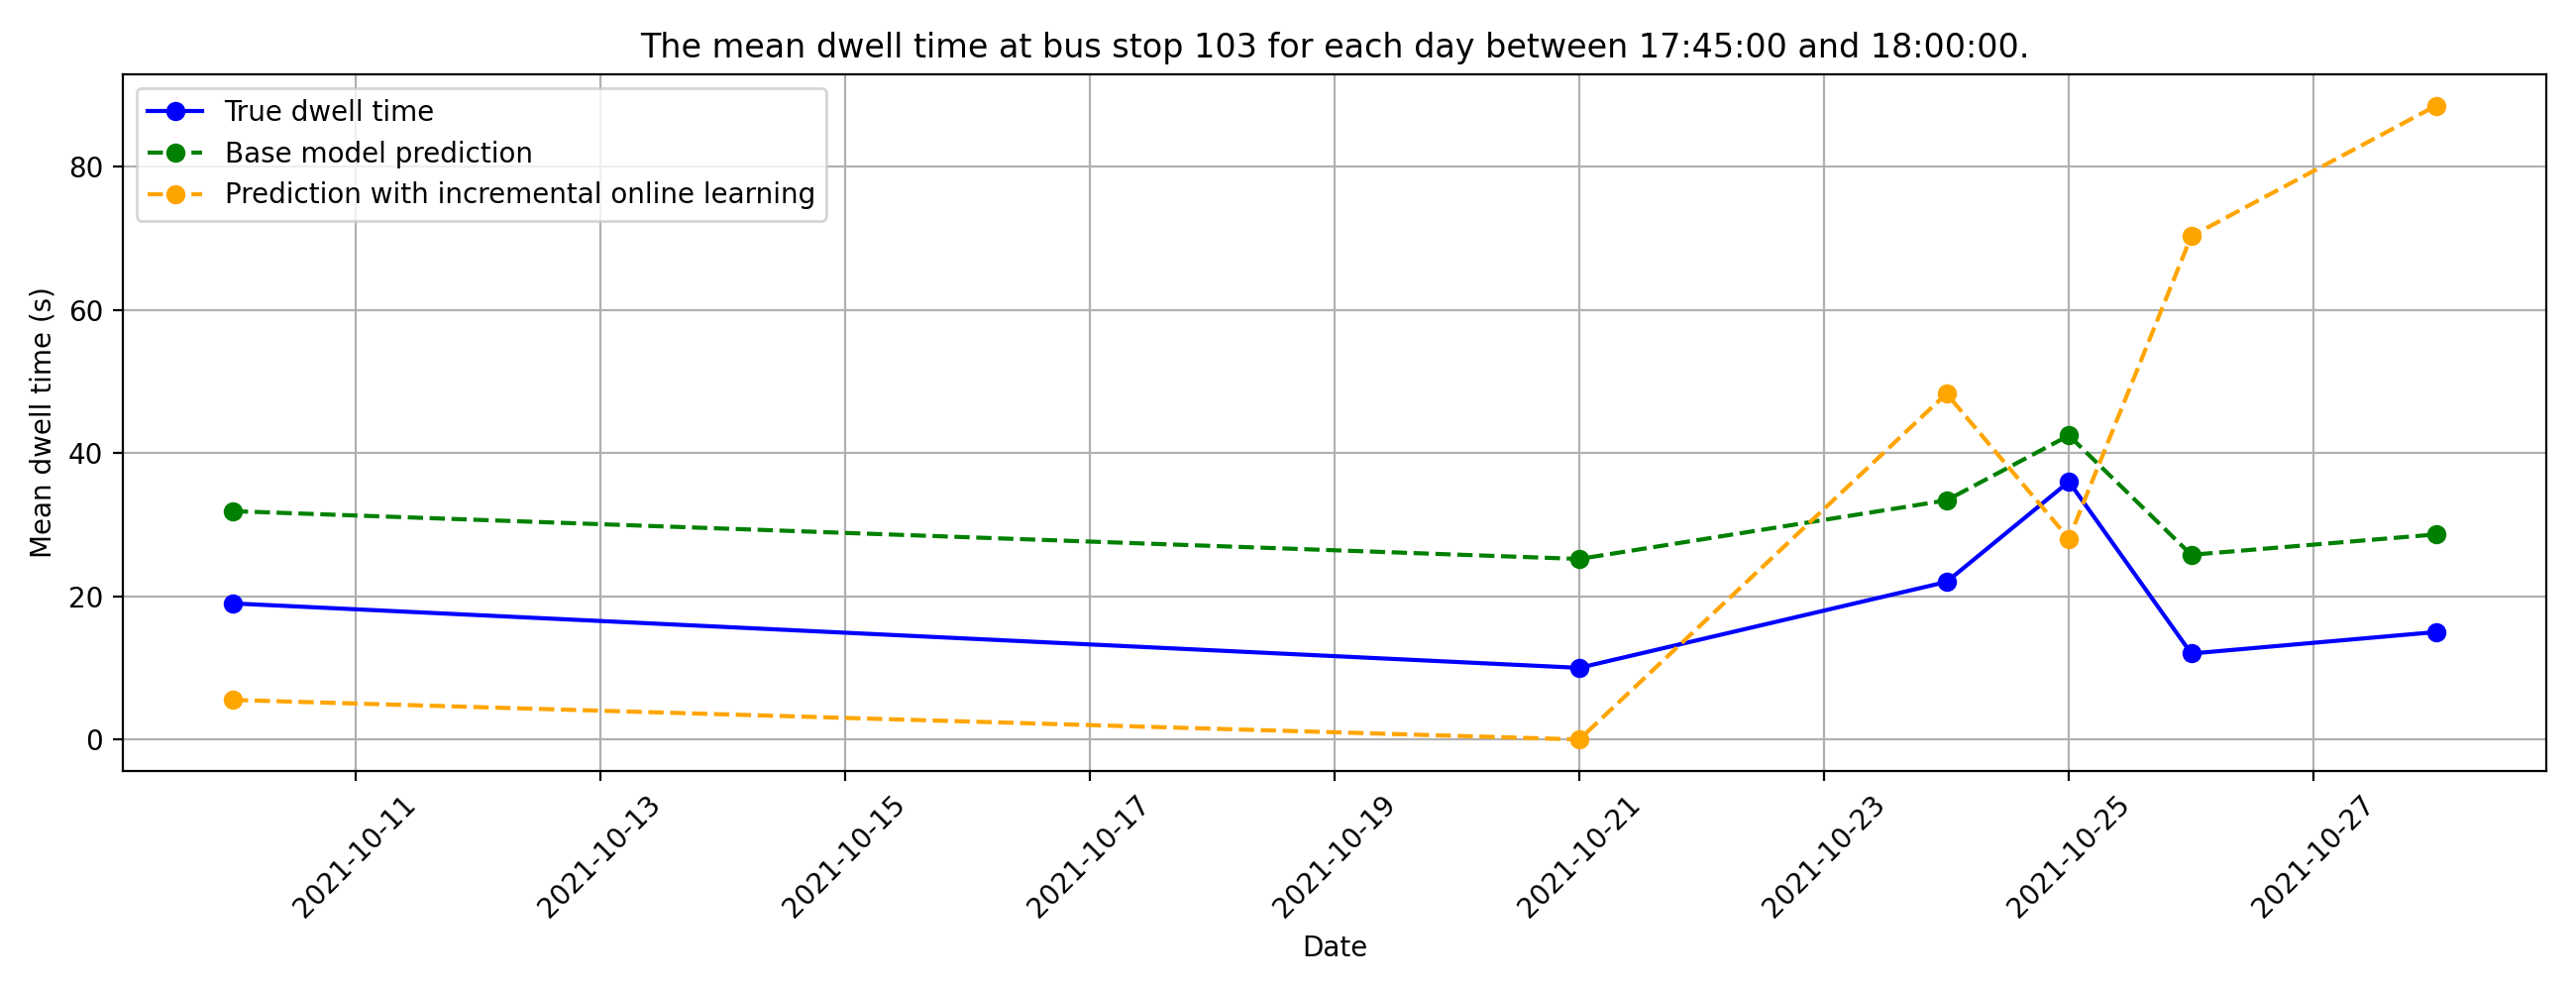 The mean dwell time at bus stop 103 for each day between 17:45:00 and 18:00:00.
True dwell time
Base model prediction
Prediction with incremental online learning
Mean dwell time (s)
80
60
40
20
0
2021-10-11
2021-10-13
2021-10-15
2021-10-17
2021-10-19
2021-10-21
2021-10-23
2021-10-25
2021-10-27
Date